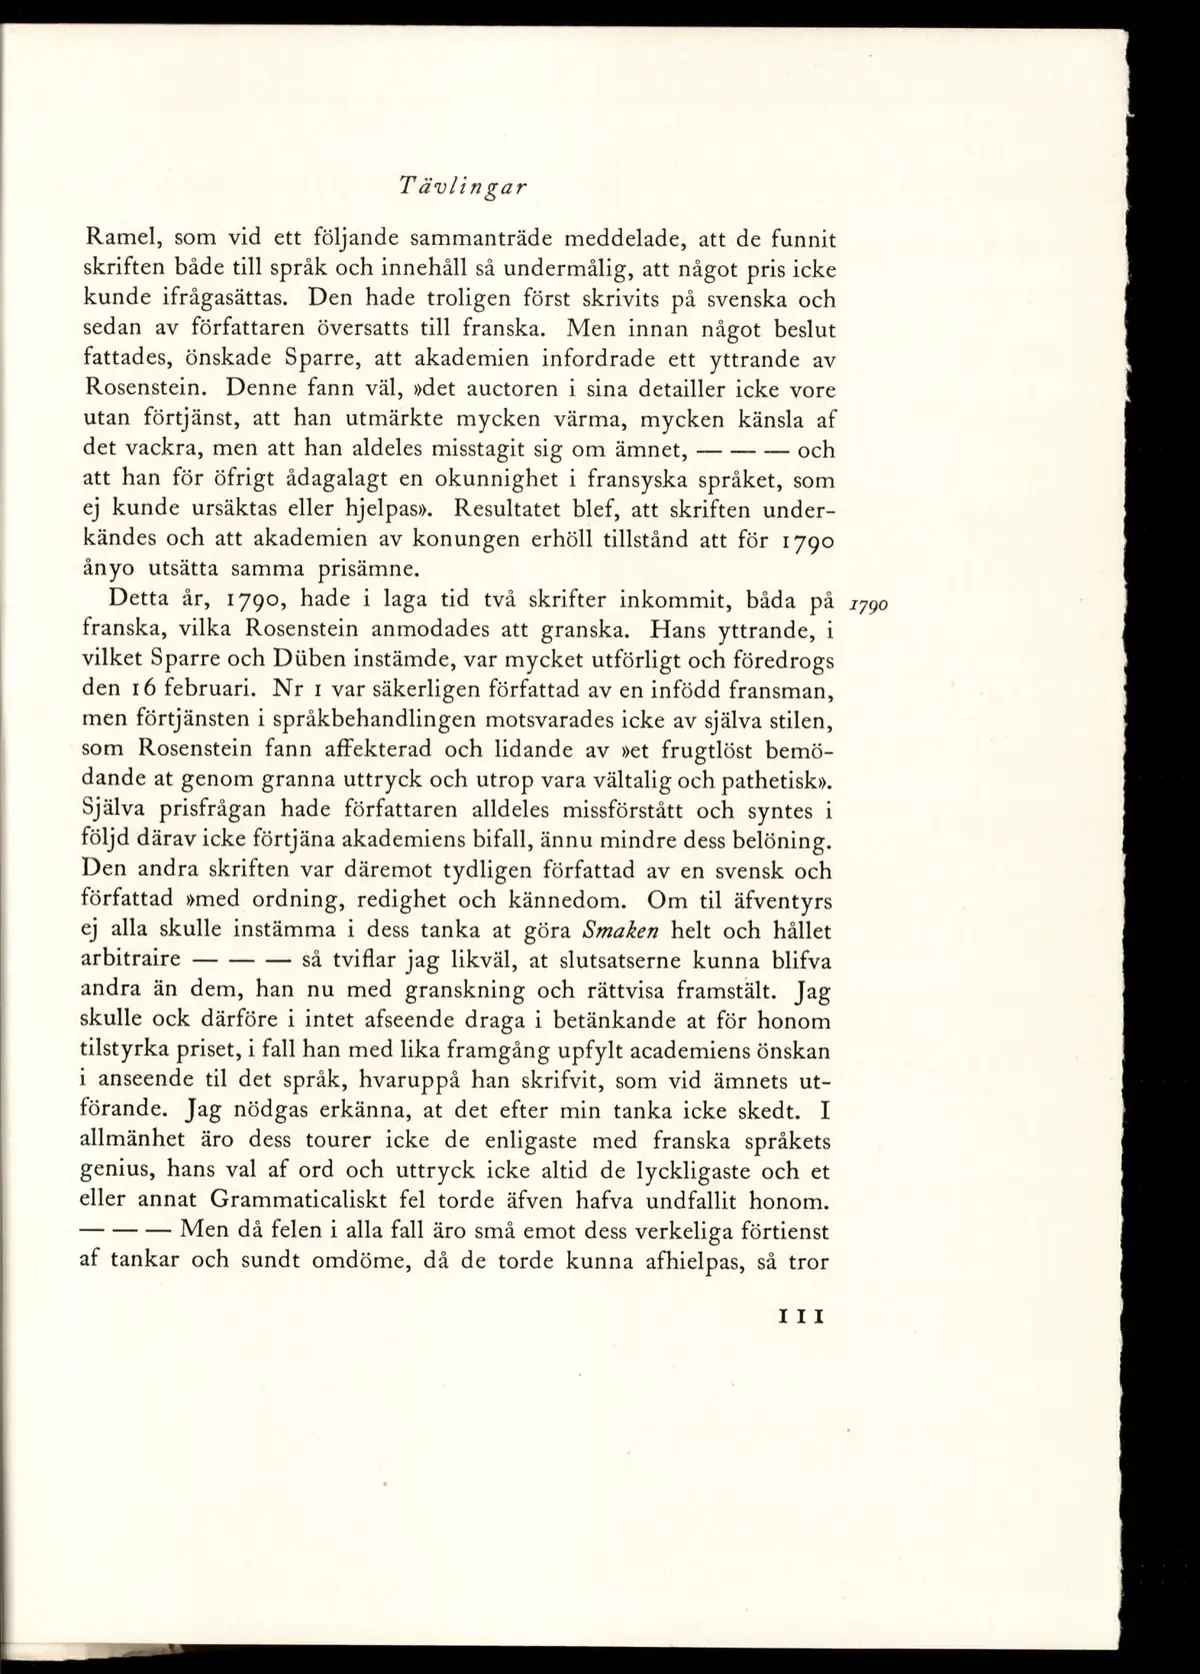 Tävlingar
Ramel, som vid ett följande sammanträde meddelade, att de funnit
skriften både till språk och innehåll så undermålig, att något pris icke
kunde ifrågasättas. Den hade troligen först skrivits på svenska och
sedan av författaren översatts till franska. Men innan något beslut
fattades, önskade Sparre, att akademien infordrade ett yttrande av
Rosenstein. Denne fann väl, »det auctoren i sina detailler icke vore
utan förtjänst, att han utmärkte mycken värma, mycken känsla af
det vackra, men att han aldeles misstagit sig om ämnet, — — — och
att han för öfrigt ådagalagt en okunnighet i fransyska språket, som
ej kunde ursäktas eller hjelpas». Resultatet blef, att skriften under-
kändes och att akademien av konungen erhöll tillstånd att för 1790
ånyo utsätta samma prisämne.
Detta år, 1790, hade i laga tid två skrifter inkommit, båda på 1790
franska, vilka Rosenstein anmodades att granska. Hans yttrande, i
vilket Sparre och Düben instämde, var mycket utförligt och föredrogs
den 16 februari. Nr 1 var säkerligen författad av en infödd fransman,
men förtjänsten i språkbehandlingen motsvarades icke av själva stilen,
som Rosenstein fann affekterad och lidande av »et frugtlöst bemö-
dande at genom granna uttryck och utrop vara vältalig och pathetisk».
Själva prisfrågan hade författaren alldeles missförstått och syntes i
följd därav icke förtjäna akademiens bifall, ännu mindre dess belöning.
Den andra skriften var däremot tydligen författad av en svensk och
författad »med ordning, redighet och kännedom. Om til äfventyrs
ej alla skulle instämma i dess tanka at göra Smaken helt och hållet
arbitraire — — — så tviflar jag likväl, at slutsatserne kunna blifva
andra än dem, han nu med granskning och rättvisa framstält. Jag
skulle ock därföre i intet afseende draga i betänkande at för honom
tilstyrka priset, i fall han med lika framgång upfylt academiens önskan
i anseende til det språk, hvaruppå han skrifvit, som vid ämnets ut-
förande. Jag nödgas erkänna, at det efter min tanka icke skedt. I
allmänhet äro dess tourer icke de enligaste med franska språkets
genius, hans val af ord och uttryck icke altid de lyckligaste och et
eller annat Grammaticaliskt fel torde äfven hafva undfallit honom.
— — — Men då felen i alla fall äro små emot dess verkeliga förtienst
af tankar och sundt omdöme, då de torde kunna afhielpas, så tror
111